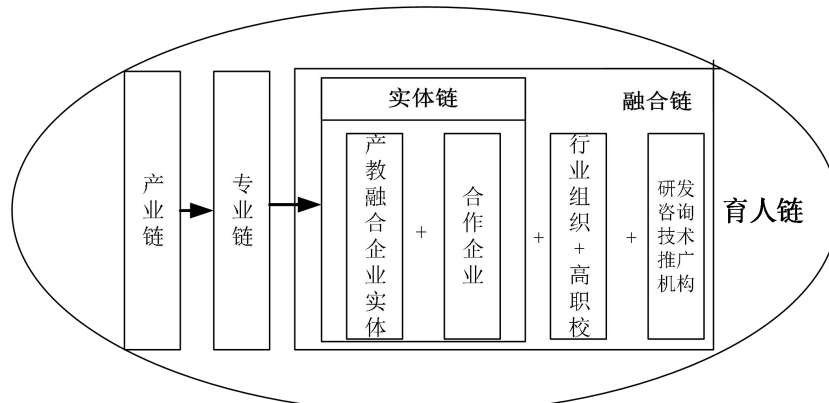 产业链
专业链
实体链
融合链
产教融合企业实体
+
合作企业
+
行业组织+高职校
+
研发
咨询
技术
推广
机构
育人链